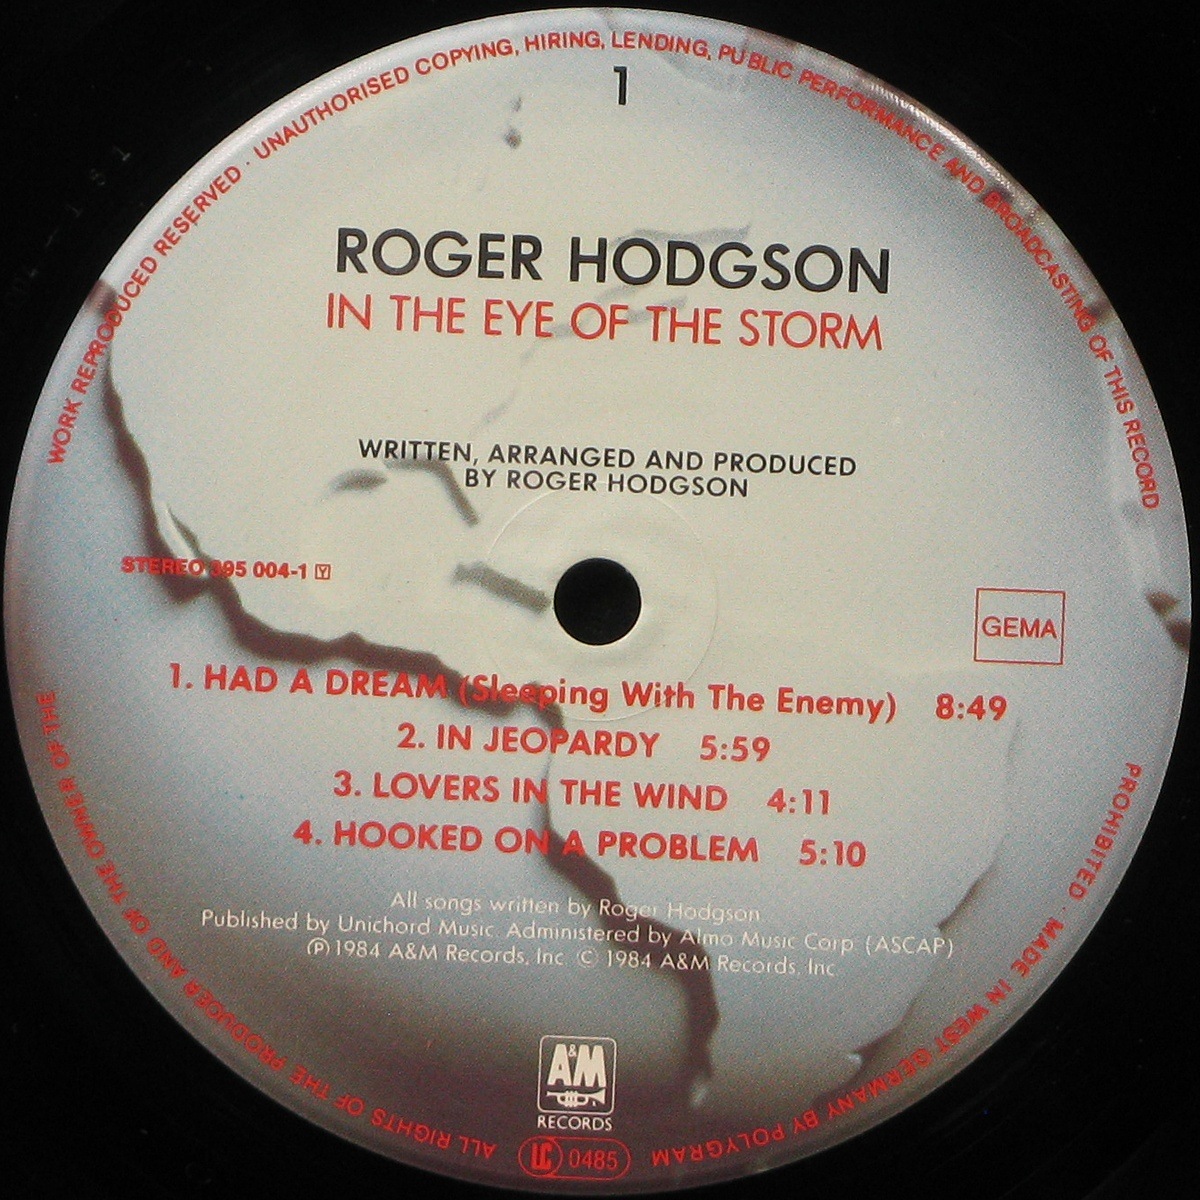 ALL RIGHTS OF THE PRODUCER AND OF THE OWNER OF THE WORK REPRODUCED RESERVED · UNAUTHORISED COPYING, HIRING, LENDING, PUBLIC PERFORMANCE AND BROADCASTING OF THIS RECORD PROHIBITED · MADE IN WEST GERMANY BY POLYGRAM
1
ROGER HODGSON
IN THE EYE OF THE STORM
WRITTEN, ARRANGED AND PRODUCED
BY ROGER HODGSON
STEREO 395 004-1 Y
GEMA
1. HAD A DREAM (Sleeping With The Enemy) 8:49
2. IN JEOPARDY 5:59
3. LOVERS IN THE WIND 4:11
4. HOOKED ON A PROBLEM 5:10
All songs written by Roger Hodgson
Published by Unichord Music. Administered by Almo Music Corp (ASCAP)
℗ 1984 A&M Records, Inc © 1984 A&M Records, Inc
A&M
RECORDS
LC 0485